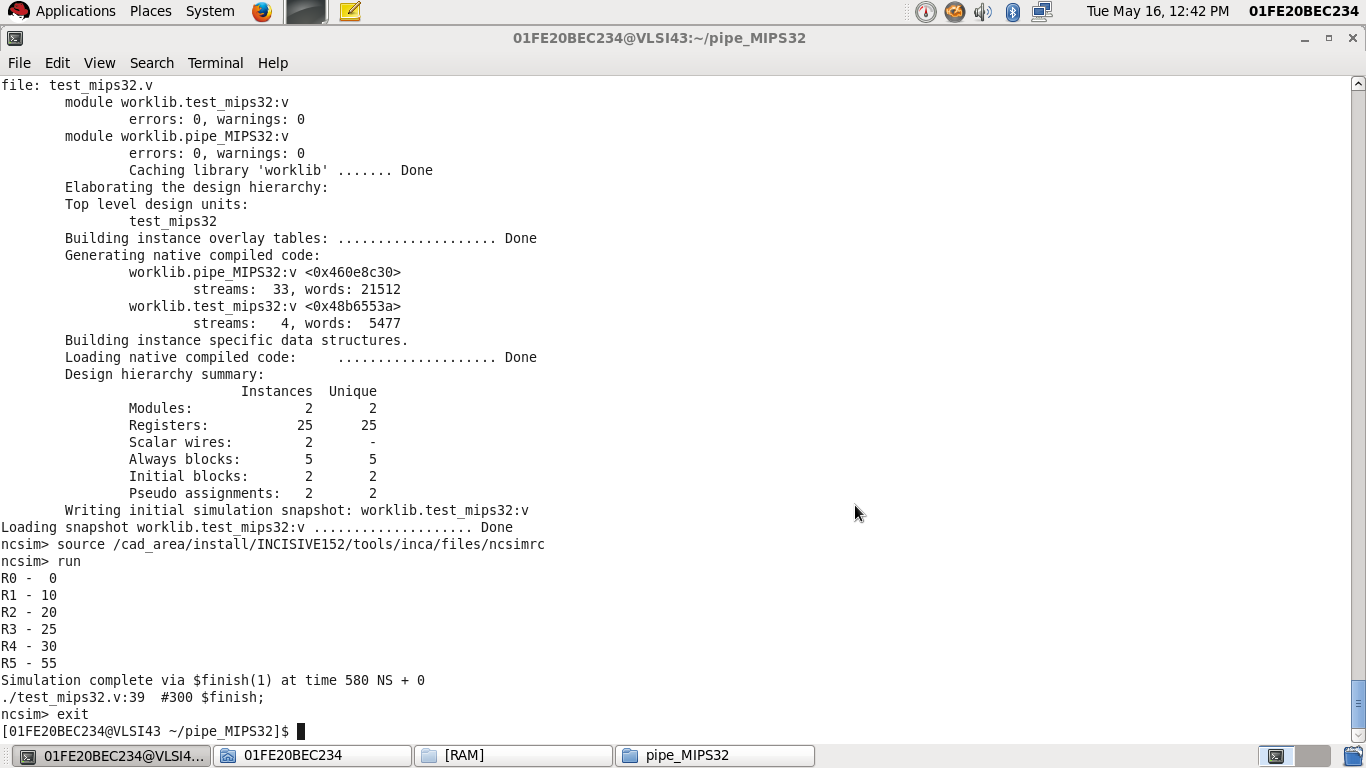 Applications Places System Tue May 16, 12:42 PM 01FE20BEC234
01FE20BEC234@VLSI43:~/pipe_MIPS32
File Edit View Search Terminal Help
file: test_mips32.v
module worklib.test_mips32:v
errors: 0, warnings: 0
module worklib.pipe_MIPS32:v
errors: 0, warnings: 0
Caching library 'worklib' ....... Done
Elaborating the design hierarchy:
Top level design units:
test_mips32
Building instance overlay tables: .................... Done
Generating native compiled code:
worklib.pipe_MIPS32:v <0x460e8c30>
streams:  33, words: 21512
worklib.test_mips32:v <0x48b6553a>
streams:   4, words:  5477
Building instance specific data structures.
Loading native compiled code:     .................... Done
Design hierarchy summary:
Instances  Unique
Modules:              2       2
Registers:           25      25
Scalar wires:         2       -
Always blocks:        5       5
Initial blocks:       2       2
Pseudo assignments:   2       2
Writing initial simulation snapshot: worklib.test_mips32:v
Loading snapshot worklib.test_mips32:v .................... Done
ncsim> source /cad_area/install/INCISIVE152/tools/inca/files/ncsimrc
ncsim> run
R0 -  0
R1 - 10
R2 - 20
R3 - 25
R4 - 30
R5 - 55
Simulation complete via $finish(1) at time 580 NS + 0
./test_mips32.v:39  #300 $finish;
ncsim> exit
[01FE20BEC234@VLSI43 ~/pipe_MIPS32]$
01FE20BEC234@VLSI4... 01FE20BEC234 [RAM] pipe_MIPS32